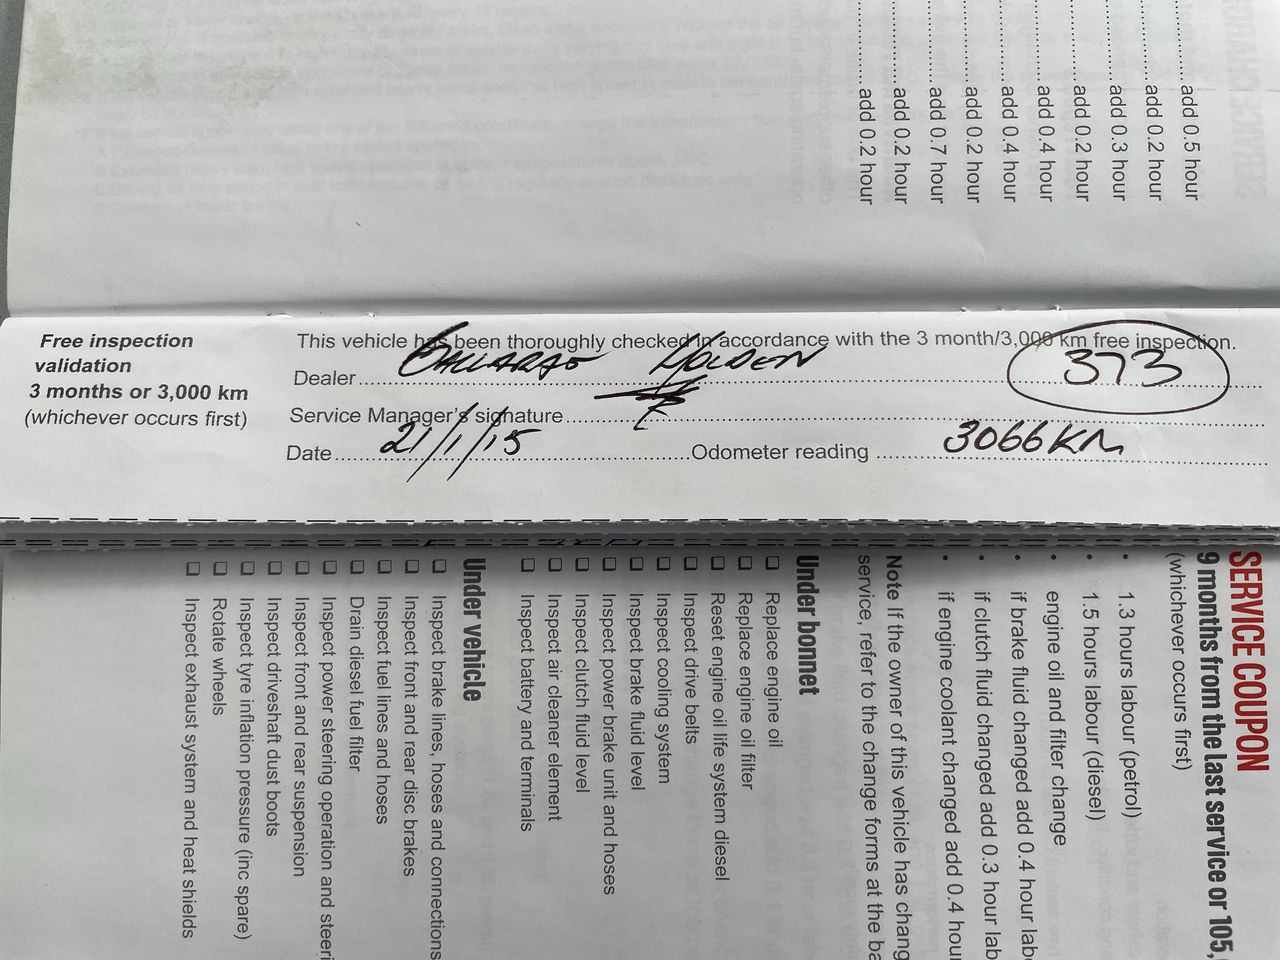 add 0.5 hour
add 0.2 hour
add 0.3 hour
add 0.2 hour
add 0.4 hour
add 0.4 hour
add 0.2 hour
add 0.7 hour
add 0.2 hour
add 0.2 hour
Free inspection
validation
3 months or 3,000 km
(whichever occurs first)
This vehicle has been thoroughly checked in accordance with the 3 month/3,000 km free inspection.
Dealer BALLARAT HOLDEN 373
Service Manager's signature
Date 21/1/15 Odometer reading 3066KM
SERVICE COUPON
9 months from the last service or 105,
(whichever occurs first)
• 1.3 hours labour (petrol)
• 1.5 hours labour (diesel)
• engine oil and filter change
• if brake fluid changed add 0.4 hour lab
• if clutch fluid changed add 0.3 hour lab
• if engine coolant changed add 0.4 hour
Note If the owner of this vehicle has chang
service, refer to the change forms at the ba
Under bonnet
❑ Replace engine oil
❑ Replace engine oil filter
❑ Reset engine oil life system diesel
❑ Inspect drive belts
❑ Inspect cooling system
❑ Inspect brake fluid level
❑ Inspect power brake unit and hoses
❑ Inspect clutch fluid level
❑ Inspect air cleaner element
❑ Inspect battery and terminals
Under vehicle
❑ Inspect brake lines, hoses and connections
❑ Inspect front and rear disc brakes
❑ Inspect fuel lines and hoses
❑ Drain diesel fuel filter
❑ Inspect power steering operation and steeri
❑ Inspect front and rear suspension
❑ Inspect driveshaft dust boots
❑ Inspect tyre inflation pressure (inc spare)
❑ Rotate wheels
❑ Inspect exhaust system and heat shields